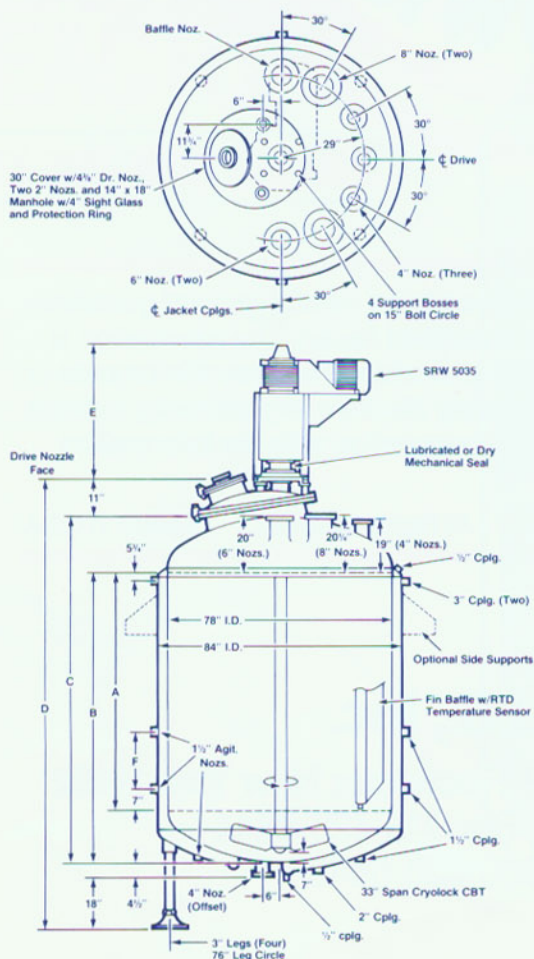 Baffle Noz.
30°
8" Noz. (Two)
6"
30°
11¾"
29"
℄ Drive
30" Cover w/4¾" Dr. Noz.,
Two 2" Nozs. and 14" x 18"
Manhole w/4" Sight Glass
and Protection Ring
30°
6" Noz. (Two)
4" Noz. (Three)
30°
℄ Jacket Cplgs.
4 Support Bosses
on 15" Bolt Circle
E
SRW 5035
Drive Nozzle
Face
Lubricated or Dry
Mechanical Seal
11"
20"
(6" Nozs.)
20¼"
(8" Nozs.)
19" (4" Nozs.)
5¾"
½" Cplg.
3" Cplg. (Two)
78" I.D.
84" I.D.
Optional Side Supports
D
C
B
A
Fin Baffle w/RTD
Temperature Sensor
F
1½" Agit.
Nozs.
7"
1½" Cplg.
18"
4½"
4" Noz.
(Offset)
6"
7"
33" Span Cryolock CBT
2" Cplg.
½" cplg.
3" Legs (Four)
76" Leg Circle